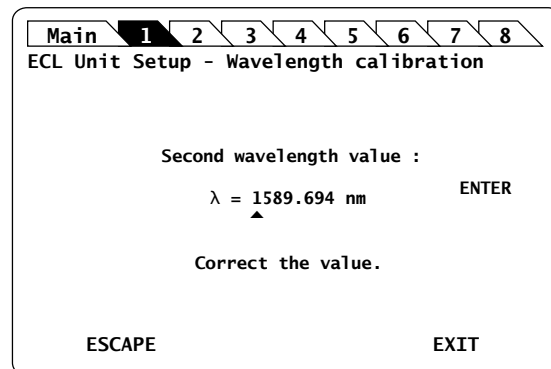 Main 1 2 3 4 5 6 7 8
ECL Unit Setup - Wavelength calibration
Second wavelength value :
λ = 1589.694 nm
ENTER
Correct the value.
ESCAPE EXIT